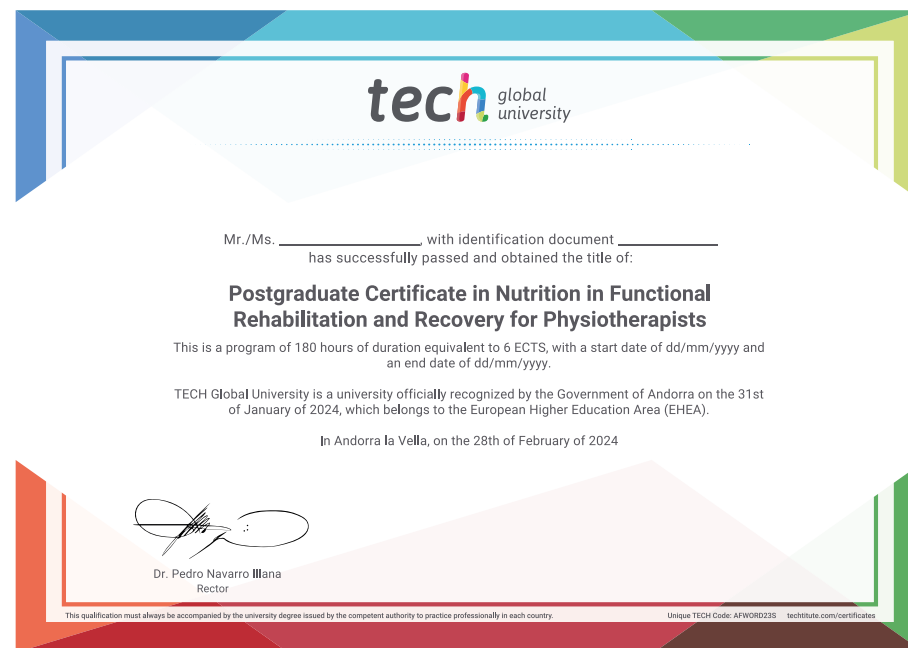 tech global university
Mr./Ms. ____________, with identification document ____________
has successfully passed and obtained the title of:
Postgraduate Certificate in Nutrition in Functional
Rehabilitation and Recovery for Physiotherapists
This is a program of 180 hours of duration equivalent to 6 ECTS, with a start date of dd/mm/yyyy and
an end date of dd/mm/yyyy.
TECH Global University is a university officially recognized by the Government of Andorra on the 31st
of January of 2024, which belongs to the European Higher Education Area (EHEA).
In Andorra la Vella, on the 28th of February of 2024
Dr. Pedro Navarro Illana
Rector
This qualification must always be accompanied by the university degree issued by the competent authority to practice professionally in each country.
Unique TECH Code: AFWORD23S techtitute.com/certificates